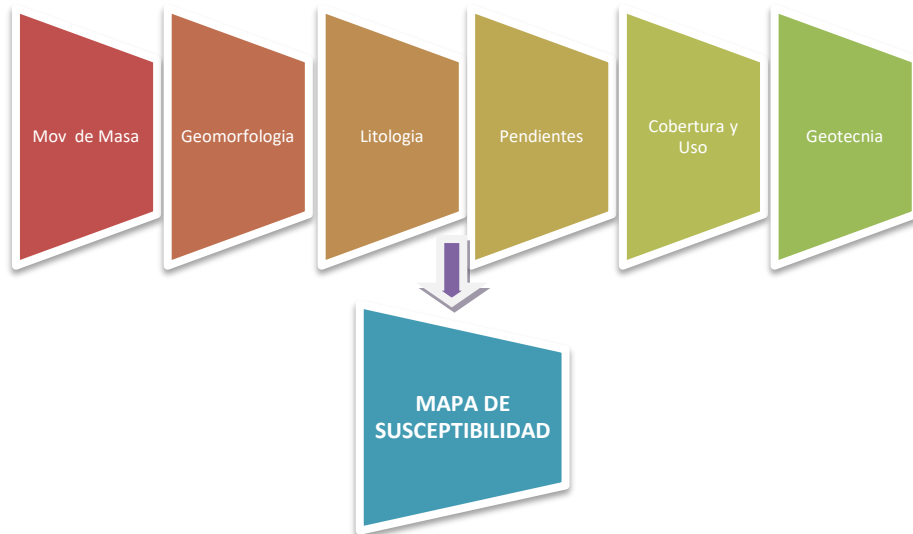 Mov de Masa
Geomorfologia
Litologia
Pendientes
Cobertura y
Uso
Geotecnia
MAPA DE
SUSCEPTIBILIDAD